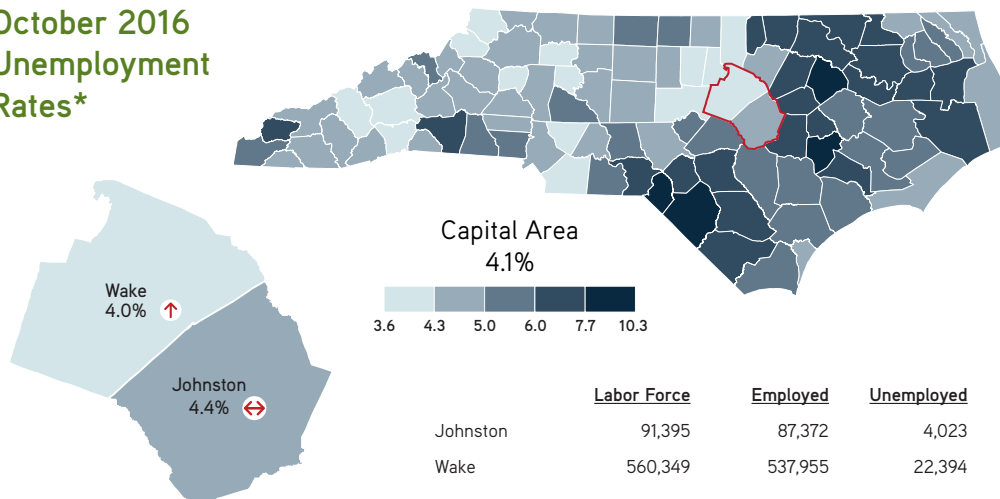 October 2016
Unemployment
Rates*
Capital Area
4.1%
3.6 4.3 5.0 6.0 7.7 10.3
Wake
4.0%
Johnston
4.4%
Labor Force Employed Unemployed
Johnston 91,395 87,372 4,023
Wake 560,349 537,955 22,394